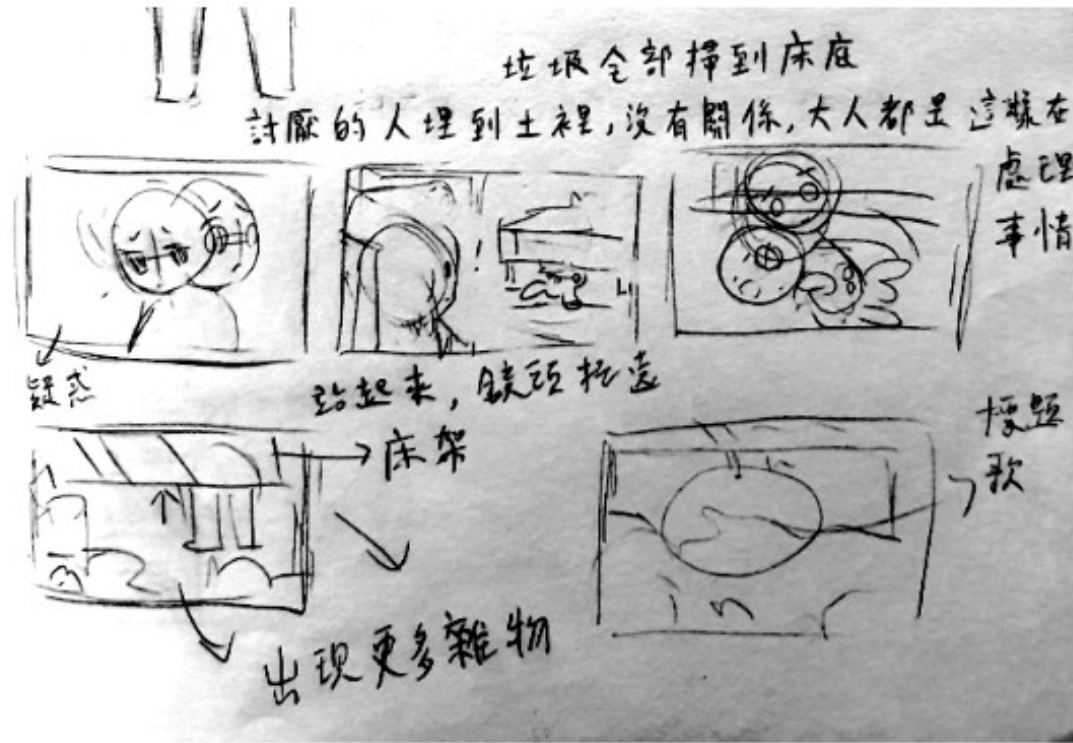 垃圾全部掃到床底
討厭的人埋到土裡,沒有關係,大人都是這樣在
處理
事情
!
疑惑
站起來,鏡頭拉遠
床架
標題
歌
出現更多雜物